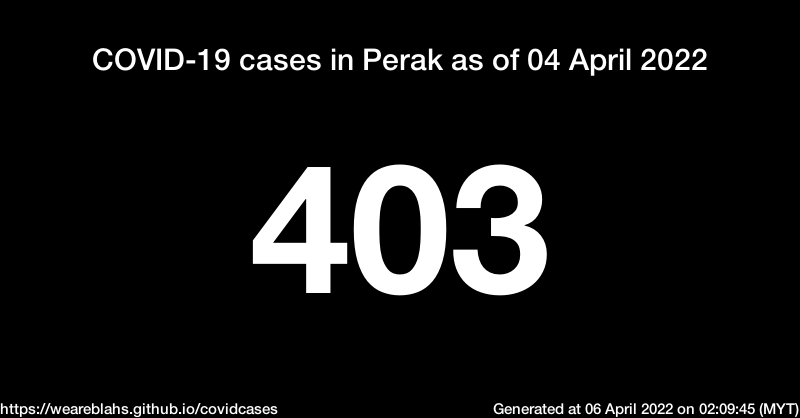 COVID-19 cases in Perak as of 04 April 2022
403
https://weareblahs.github.io/covidcases
Generated at 06 April 2022 on 02:09:45 (MYT)